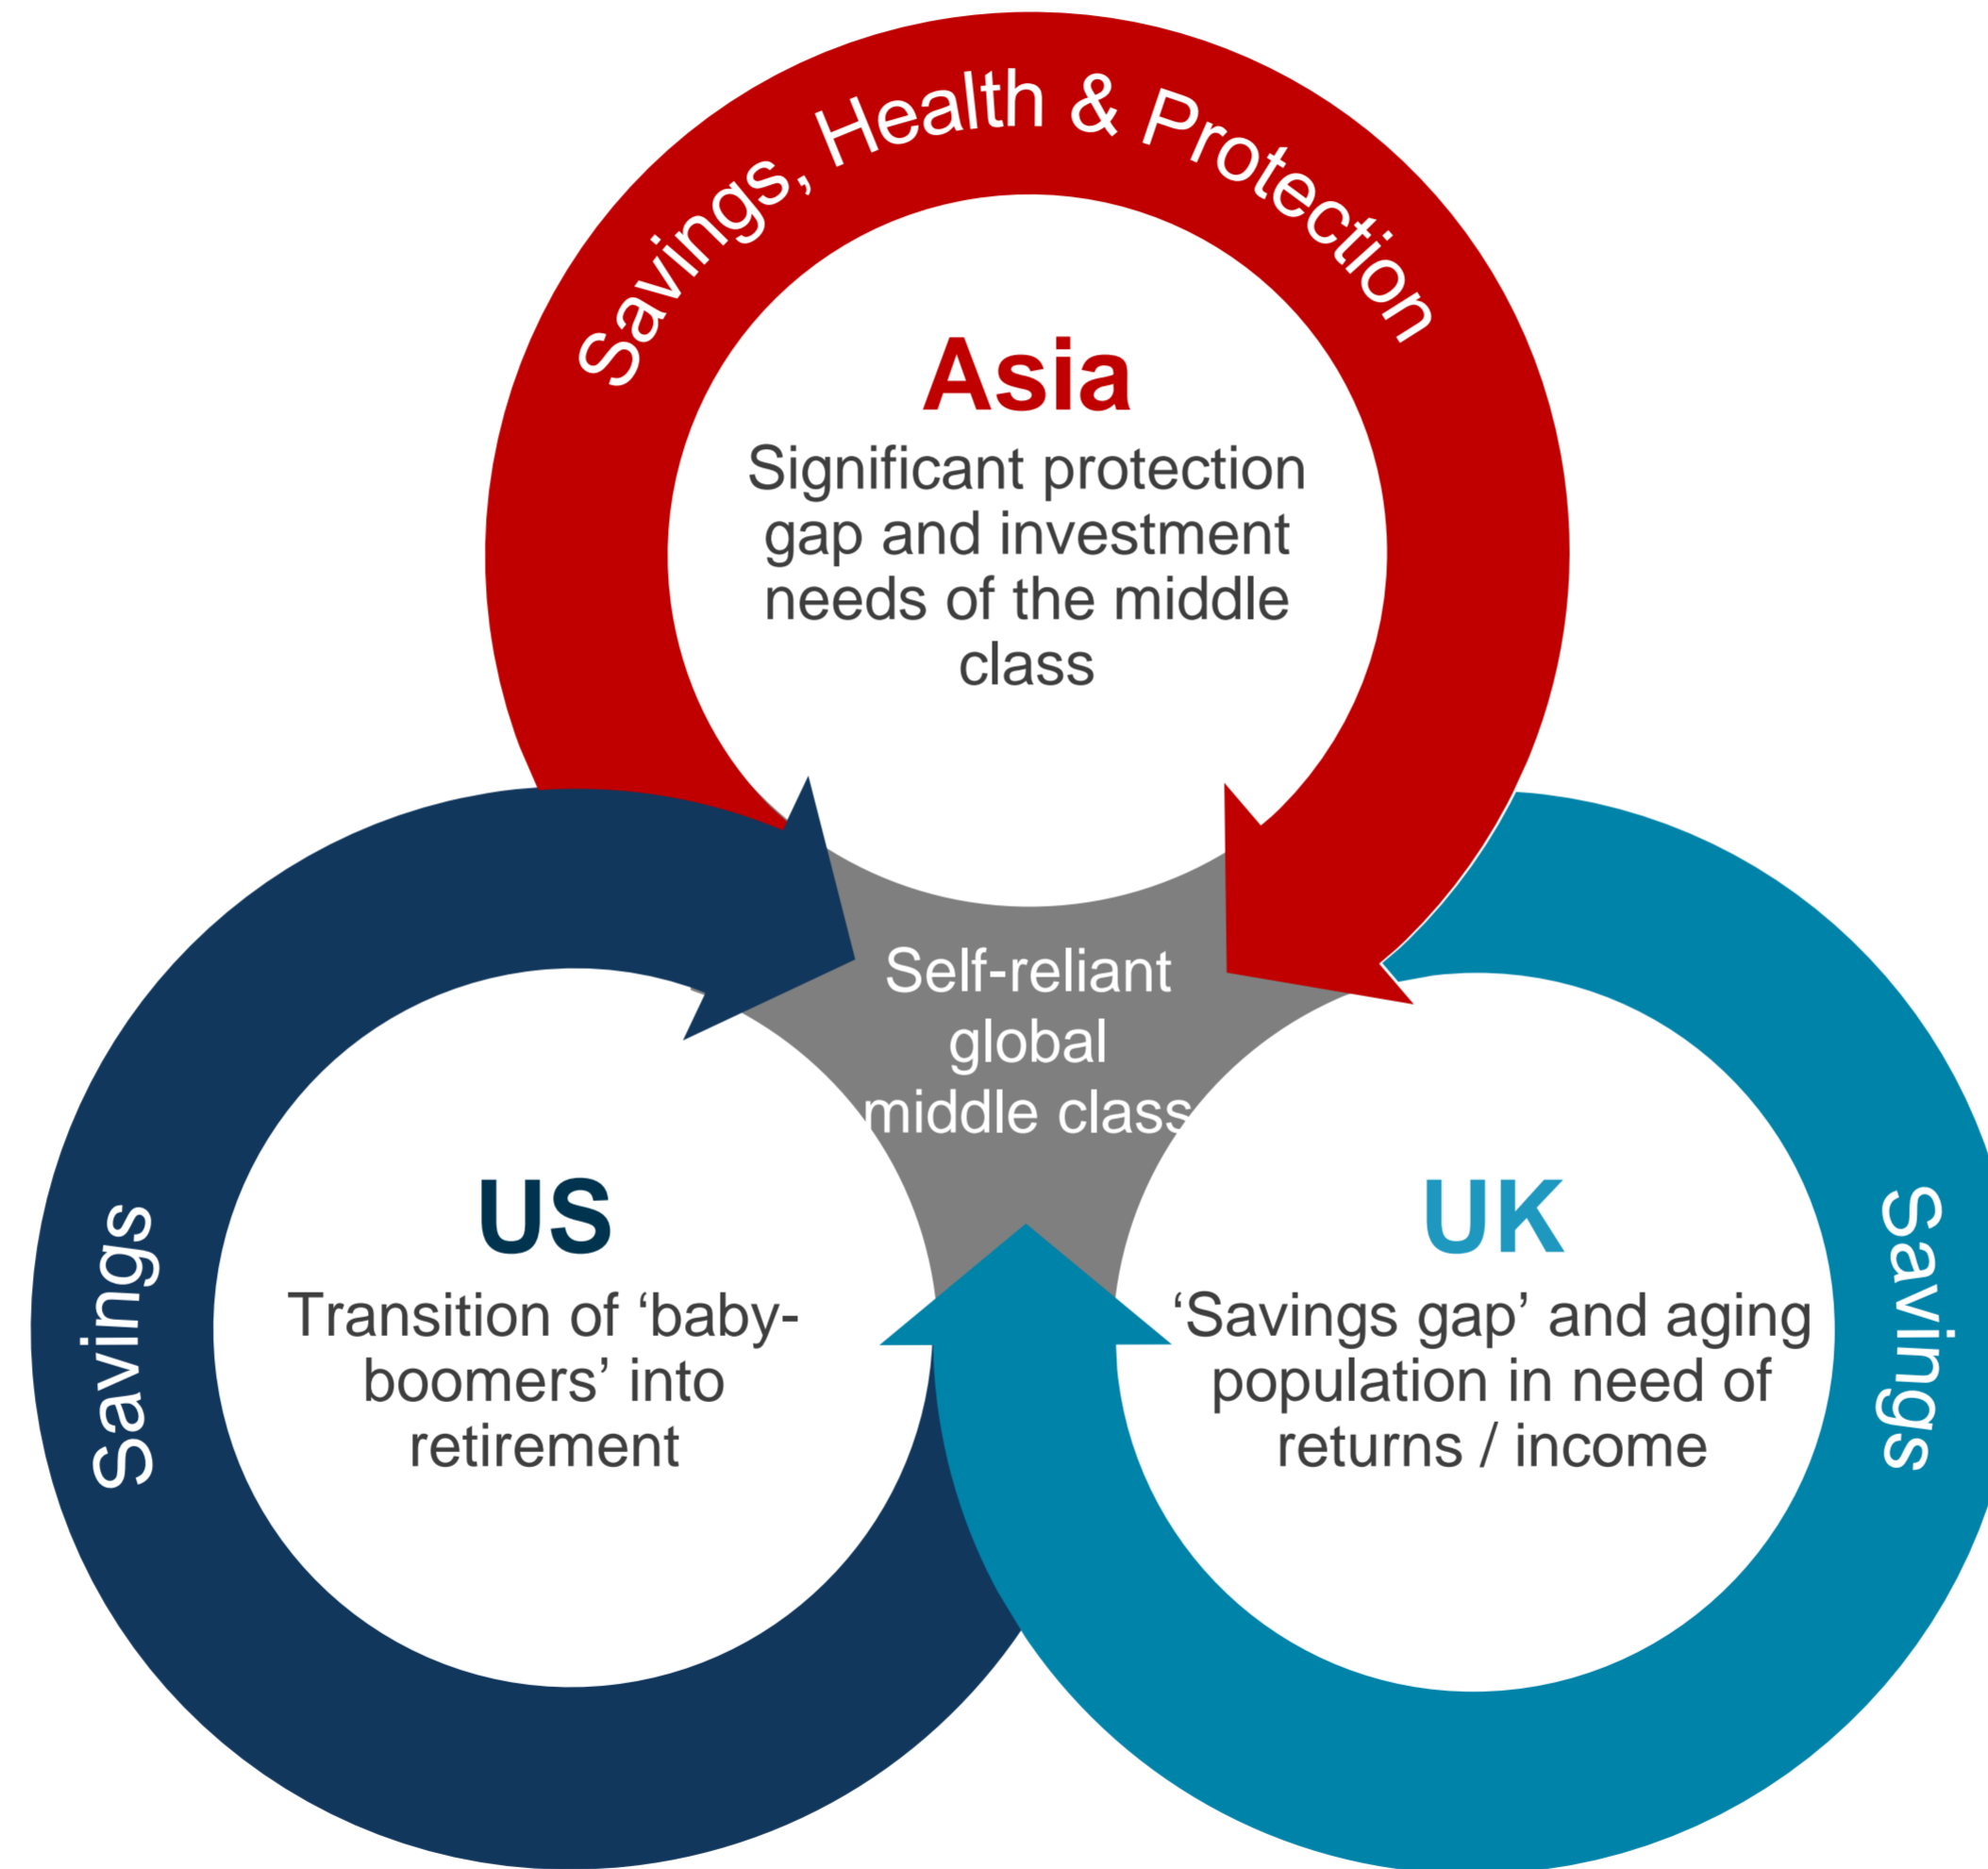 Savings, Health & Protection
Asia
Significant protection
gap and investment
needs of the middle
class
Self-reliant
global
middle class
Savings
US
Transition of ‘baby-
boomers’ into
retirement
UK
‘Savings gap’ and aging
population in need of
returns / income
Savings